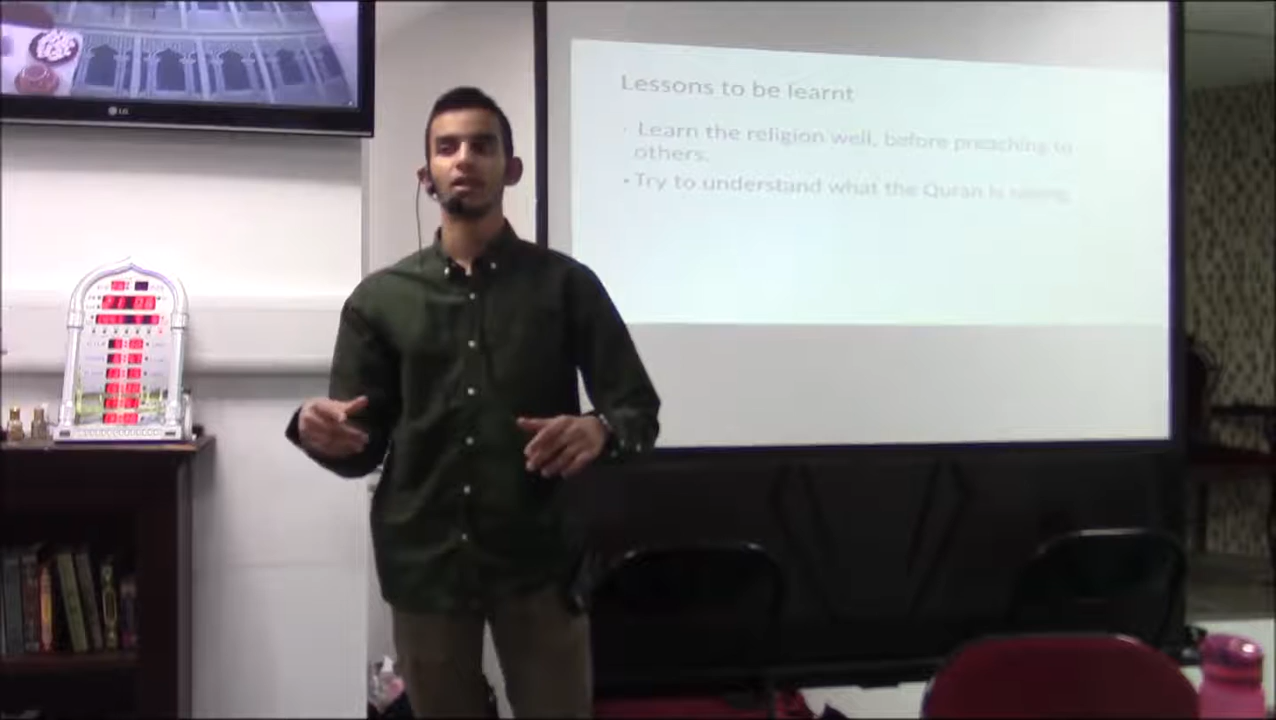 LG
Lessons to be learnt
· Learn the religion well, before preaching to
others.
• Try to understand what the Quran is saying